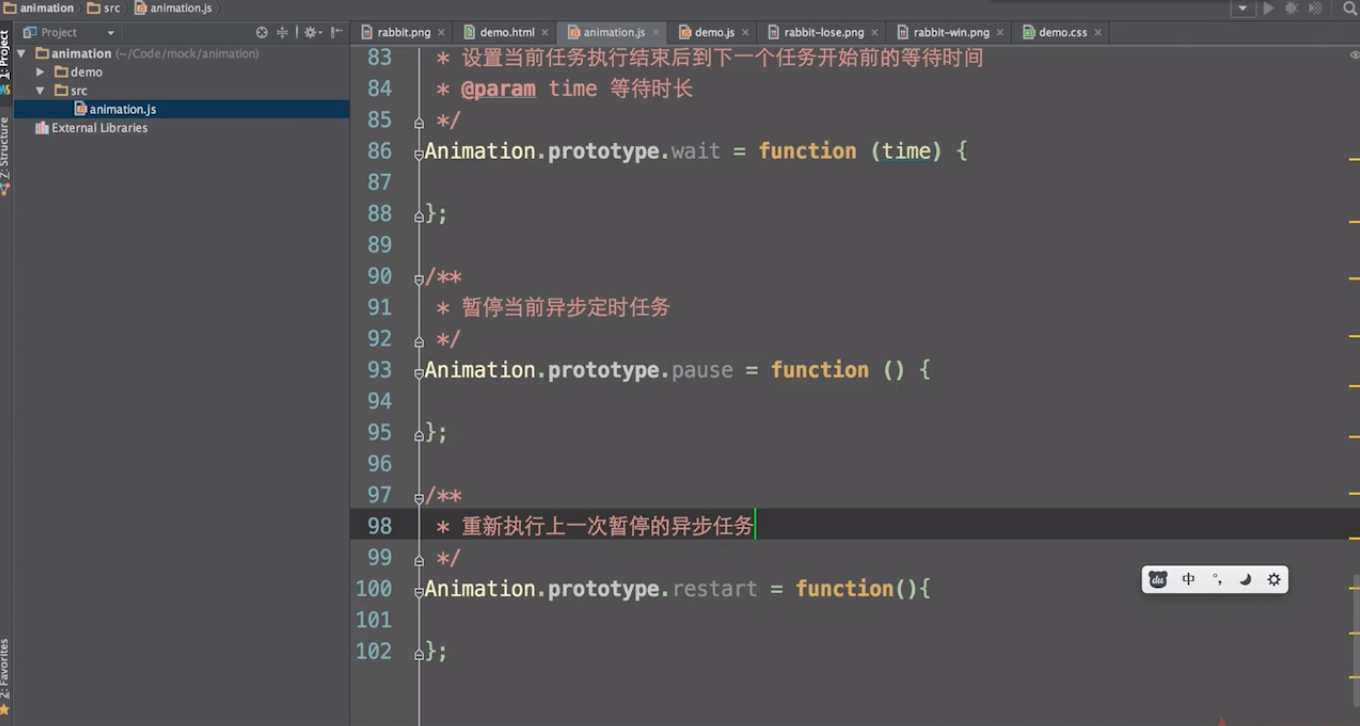 animation src animation.js
Project
rabbit.png demo.html animation.js demo.js rabbit-lose.png rabbit-win.png demo.css
1: Project
Z: Structure
2: Favorites
animation (~/Code/mock/animation)
demo
src
animation.js
External Libraries
83 * 设置当前任务执行结束后到下一个任务开始前的等待时间
84 * @param time 等待时长
85 */
86 Animation.prototype.wait = function (time) {
87
88 };
89
90 /**
91 * 暂停当前异步定时任务
92 */
93 Animation.prototype.pause = function () {
94
95 };
96
97 /**
98 * 重新执行上一次暂停的异步任务
99 */
100 Animation.prototype.restart = function(){
101
102 };
du 中 °,